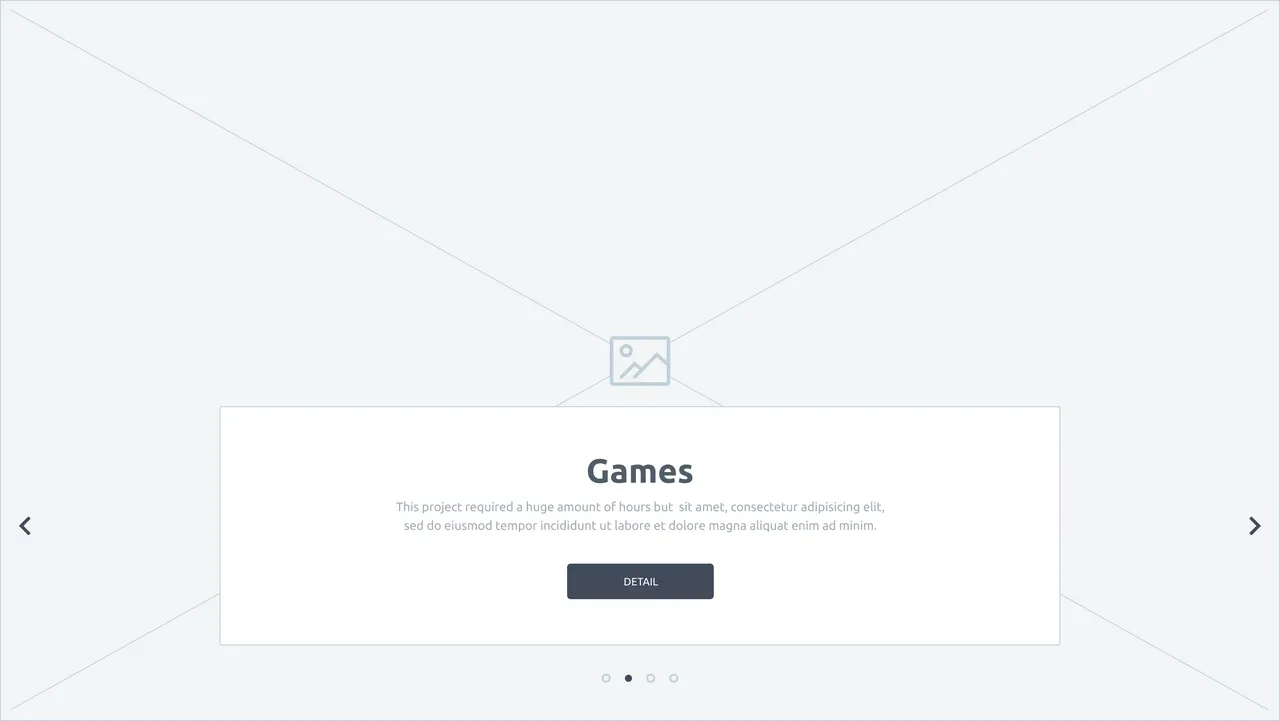 Games
This project required a huge amount of hours but  sit amet, consectetur adipisicing elit,
sed do eiusmod tempor incididunt ut labore et dolore magna aliquat enim ad minim.
DETAIL